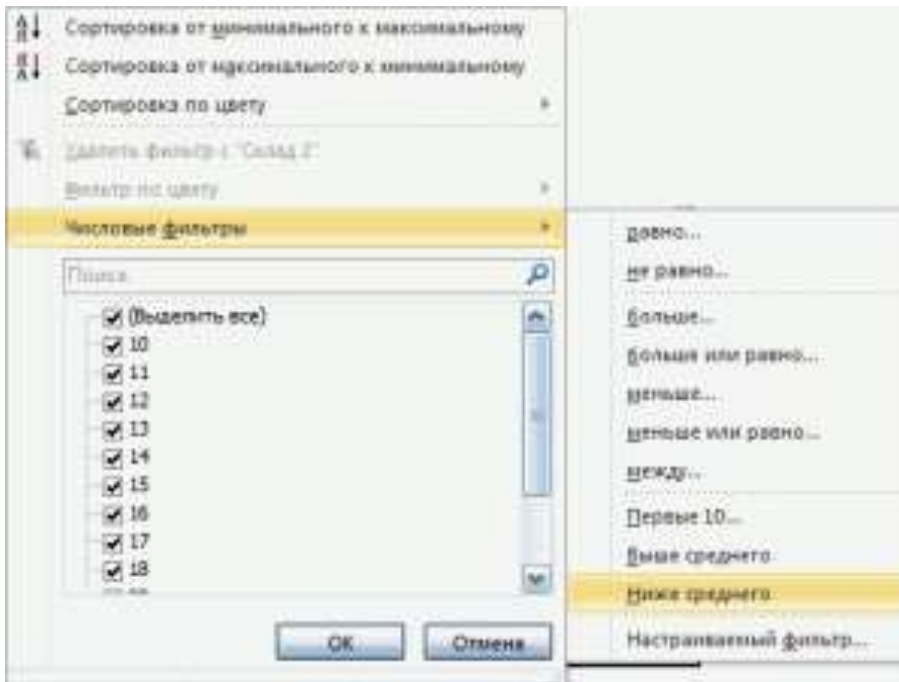 Сортировка от минимального к максимальному
Сортировка от максимального к минимальному
Сортировка по цвету
Удалить фильтр с "Склад 2"
Фильтр по цвету
Числовые фильтры
Поиск
(Выделить все)
10
11
12
13
14
15
16
17
18
ОК
Отмена
равно...
не равно...
больше...
больше или равно...
меньше...
меньше или равно...
между...
Первые 10...
Выше среднего
Ниже среднего
Настраиваемый фильтр...